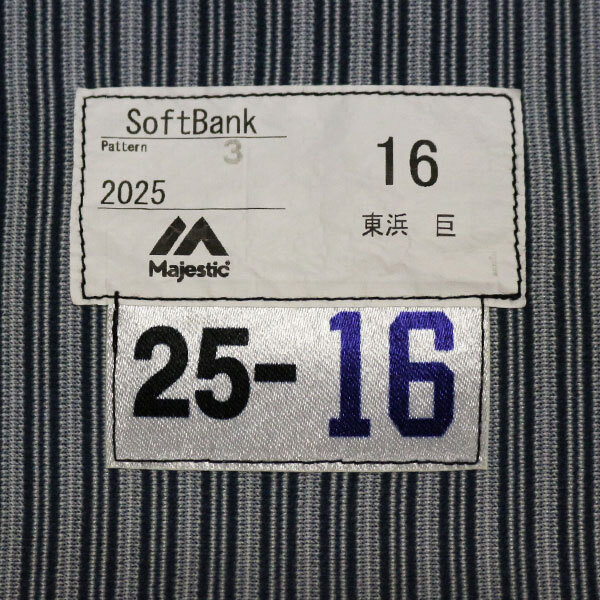 SoftBank
Pattern 3
2025
16
東浜 巨
Majestic
25-16